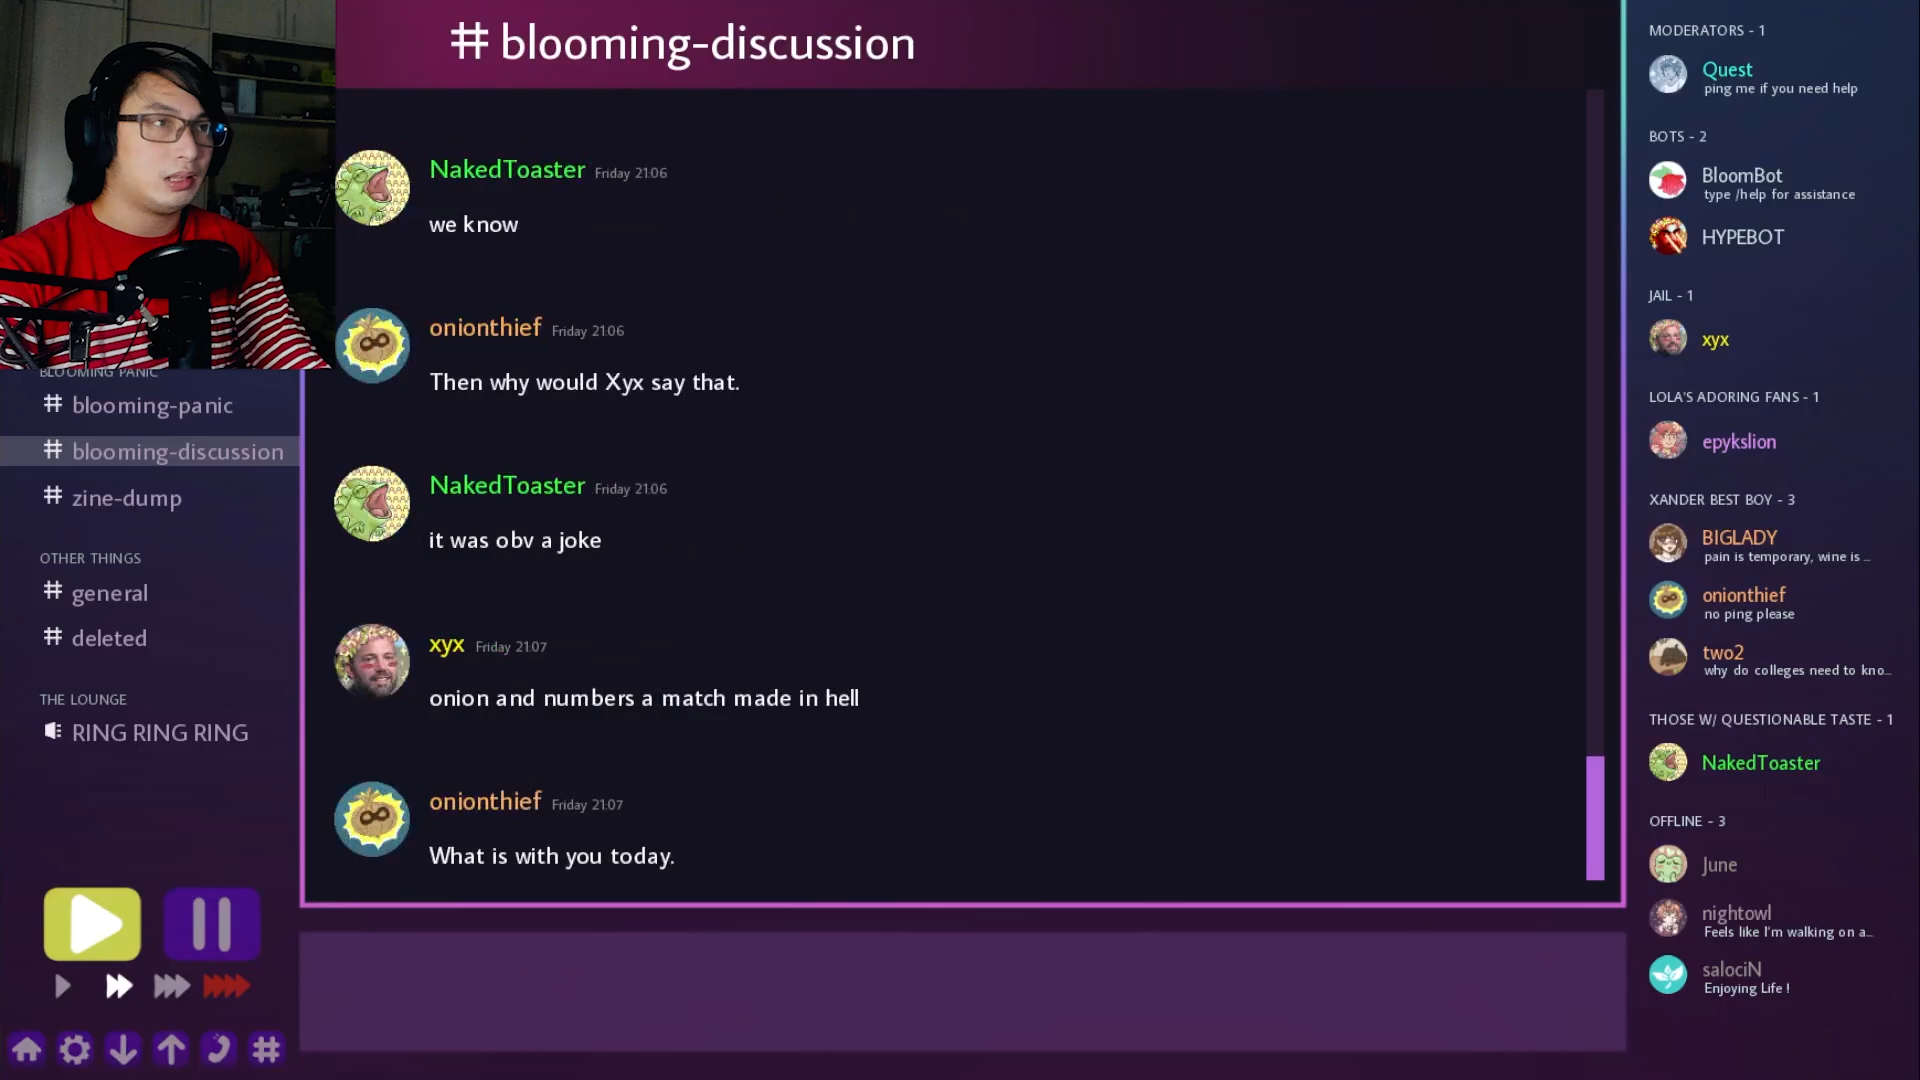 # blooming-discussion
NakedToaster Friday 21:06
we know
onionthief Friday 21:06
Then why would Xyx say that.
NakedToaster Friday 21:06
it was obv a joke
xyx Friday 21:07
onion and numbers a match made in hell
onionthief Friday 21:07
What is with you today.
BLOOMING PANIC
# blooming-panic
# blooming-discussion
# zine-dump
OTHER THINGS
# general
# deleted
THE LOUNGE
RING RING RING
MODERATORS - 1
Quest
ping me if you need help
BOTS - 2
BloomBot
type /help for assistance
HYPEBOT
JAIL - 1
xyx
LOLA'S ADORING FANS - 1
epykslion
XANDER BEST BOY - 3
BIGLADY
pain is temporary, wine is ...
onionthief
no ping please
two2
why do colleges need to kno...
THOSE W/ QUESTIONABLE TASTE - 1
NakedToaster
OFFLINE - 3
June
nightowl
Feels like I'm walking on a...
salociN
Enjoying Life !
#